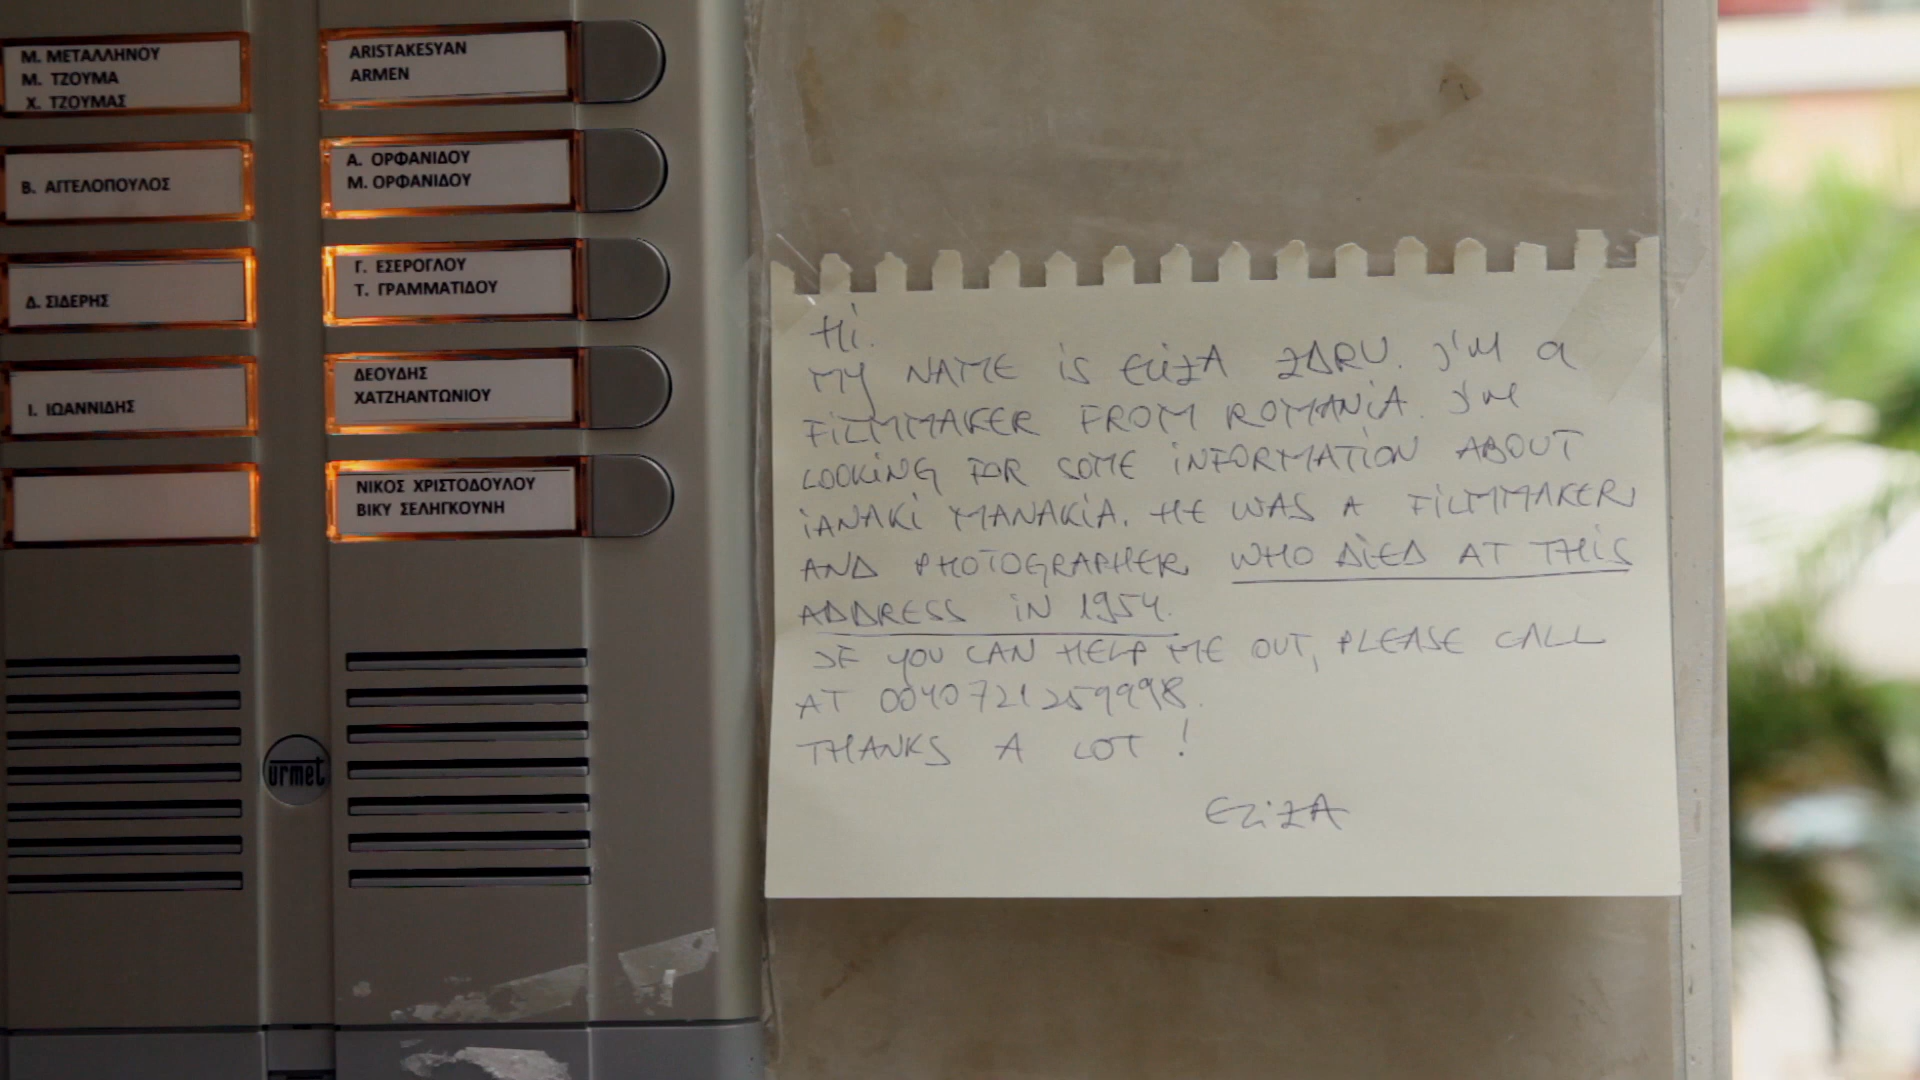 Μ. ΜΕΤΑΛΛΗΝΟΥ
Μ. ΤΖΟΥΜΑ
Χ. ΤΖΟΥΜΑΣ
Β. ΑΓΓΕΛΟΠΟΥΛΟΣ
Δ. ΣΙΔΕΡΗΣ
Ι. ΙΩΑΝΝΙΔΗΣ
ARISTAKESYAN
ARMEN
Α. ΟΡΦΑΝΙΔΟΥ
Μ. ΟΡΦΑΝΙΔΟΥ
Γ. ΕΣΕΡΟΓΛΟΥ
Τ. ΓΡΑΜΜΑΤΙΔΟΥ
ΔΕΟΥΔΗΣ
ΧΑΤΖΗΑΝΤΩΝΙΟΥ
ΝΙΚΟΣ ΧΡΙΣΤΟΔΟΥΛΟΥ
ΒΙΚΥ ΣΕΛΗΓΚΟΥΝΗ
urmet
Hi.
MY NAME iS ELiZA ZDRU. I'M a
FiLMMAKER FROM ROMANiA. I'M
LOOKiNG FOR SOME iNFORMATiON ABOUT
iANAKi MANAKiA. HE WAS A FiLMMAKER
AND PHOTOGRAPHER WHO DiED AT THiS
ADDRESS iN 1954.
IF YOU CAN HELP ME OUT, PLEASE CALL
AT 0040721259998.
THANKS A LOT !
ELiZA